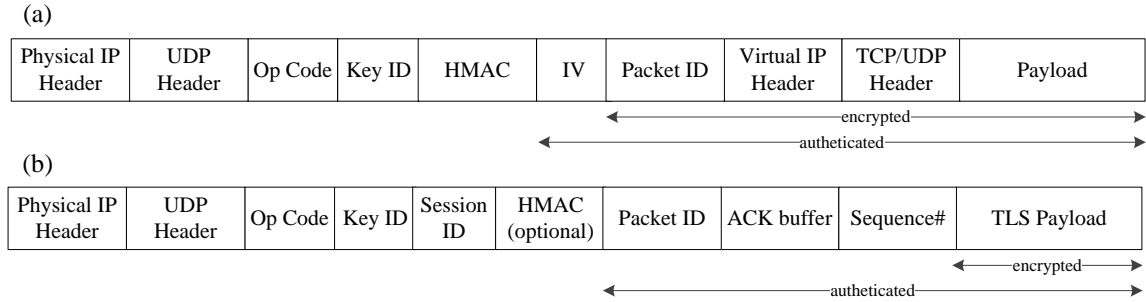 (a)
Physical IP Header
UDP Header
Op Code
Key ID
HMAC
IV
Packet ID
Virtual IP Header
TCP/UDP Header
Payload
encrypted
autheticated
(b)
Physical IP Header
UDP Header
Op Code
Key ID
Session ID
HMAC (optional)
Packet ID
ACK buffer
Sequence#
TLS Payload
encrypted
autheticated